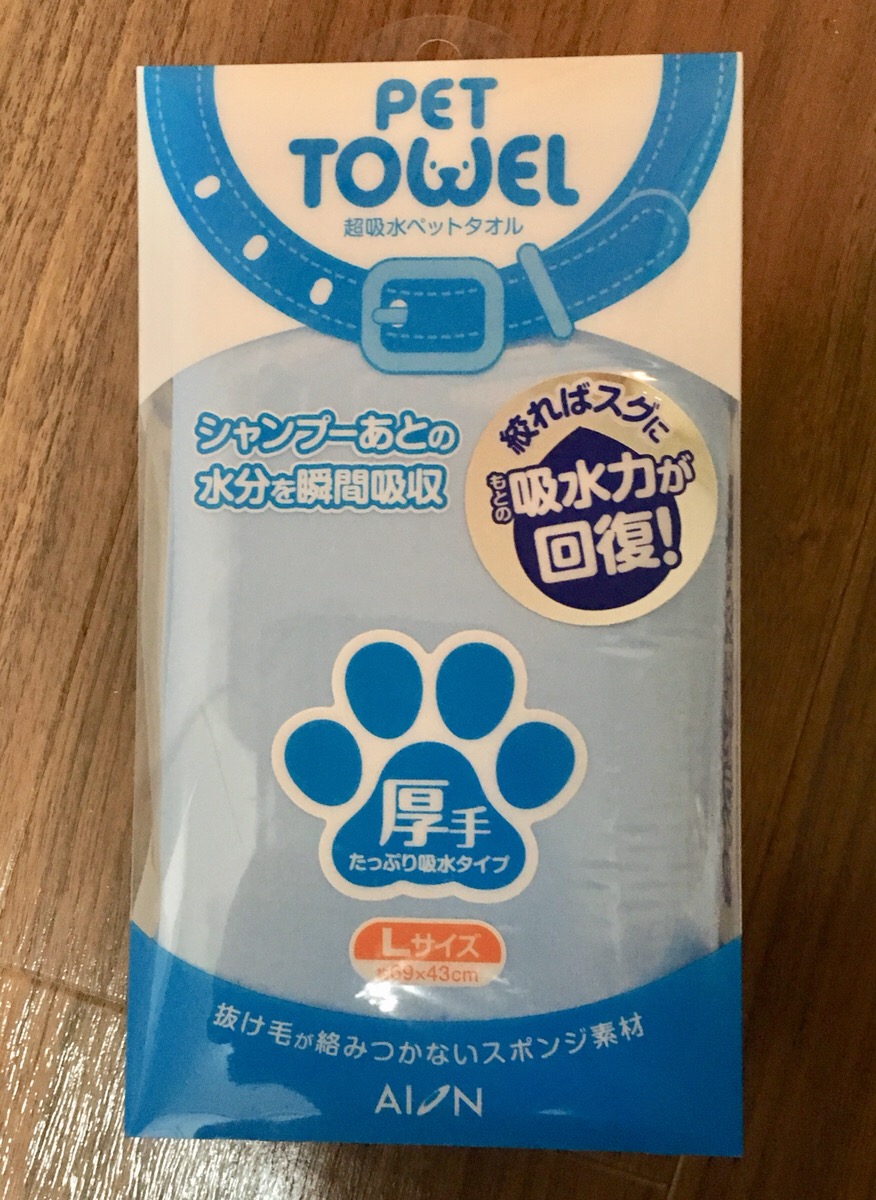 PET
TOWEL
超吸水ペットタオル
シャンプーあとの
水分を瞬間吸収
絞ればスグに
もとの吸水力が
回復!
厚手
たっぷり吸水タイプ
Lサイズ
約69×43cm
抜け毛が絡みつかないスポンジ素材
AION